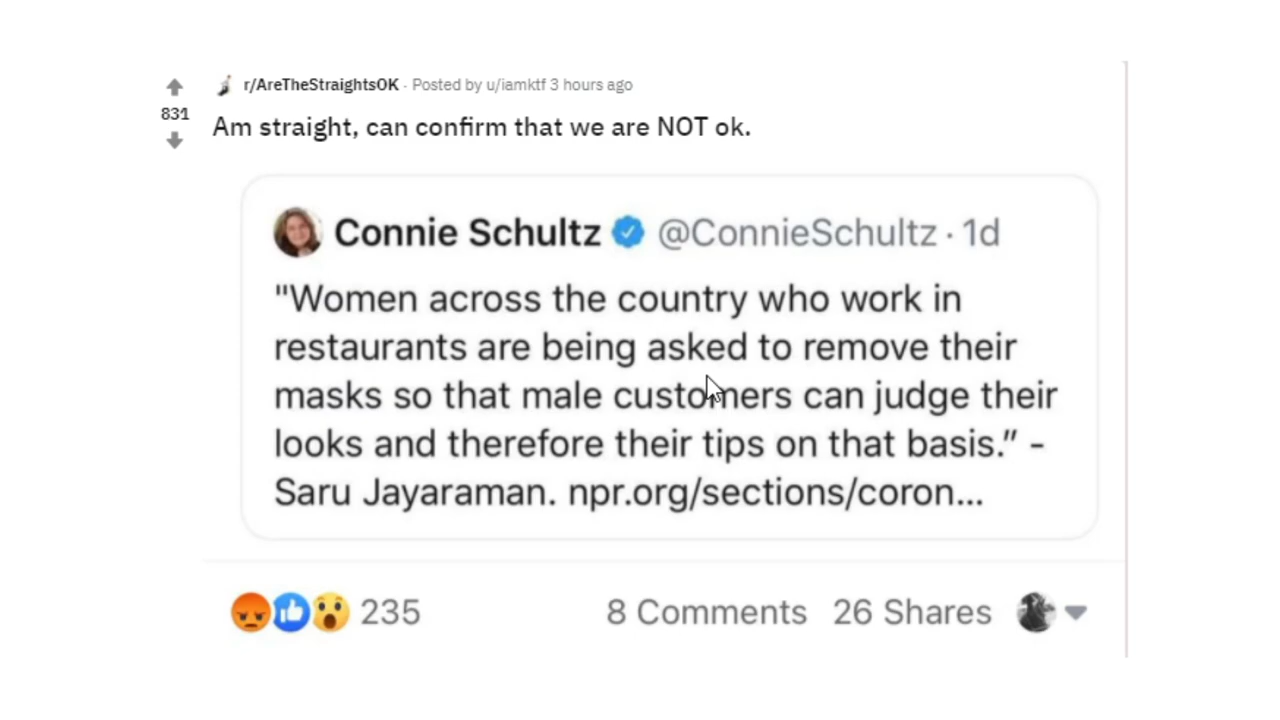 r/AreTheStraightsOK · Posted by u/iamktf 3 hours ago
831
Am straight, can confirm that we are NOT ok.
Connie Schultz @ConnieSchultz · 1d
"Women across the country who work in
restaurants are being asked to remove their
masks so that male customers can judge their
looks and therefore their tips on that basis.” -
Saru Jayaraman. npr.org/sections/coron...
235 8 Comments 26 Shares